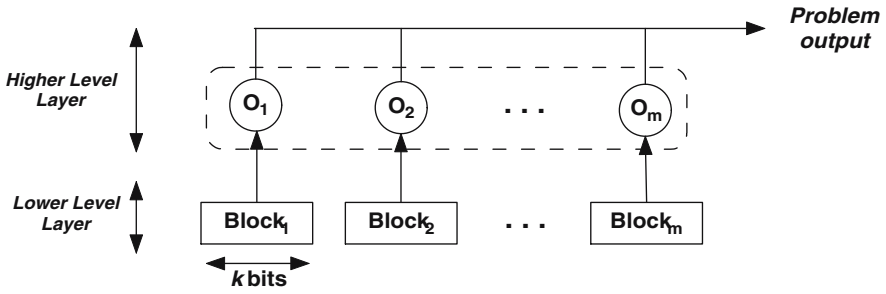 Problem
output
Higher Level
Layer
O1 O2 . . . Om
Lower Level
Layer
Block1 Block2 . . . Blockm
k bits